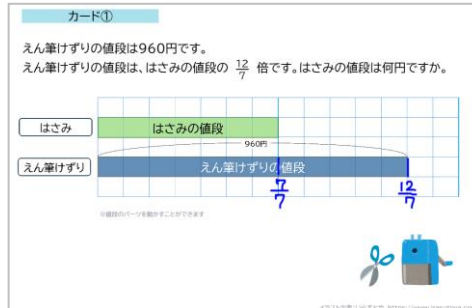 カード①
えん筆けずりの値段は960円です。
えん筆けずりの値段は、はさみの値段の 12/7 倍です。はさみの値段は何円ですか。
はさみ
はさみの値段
960円
えん筆けずり
えん筆けずりの値段
7/7
12/7
※値段のパーツを動かすことができます